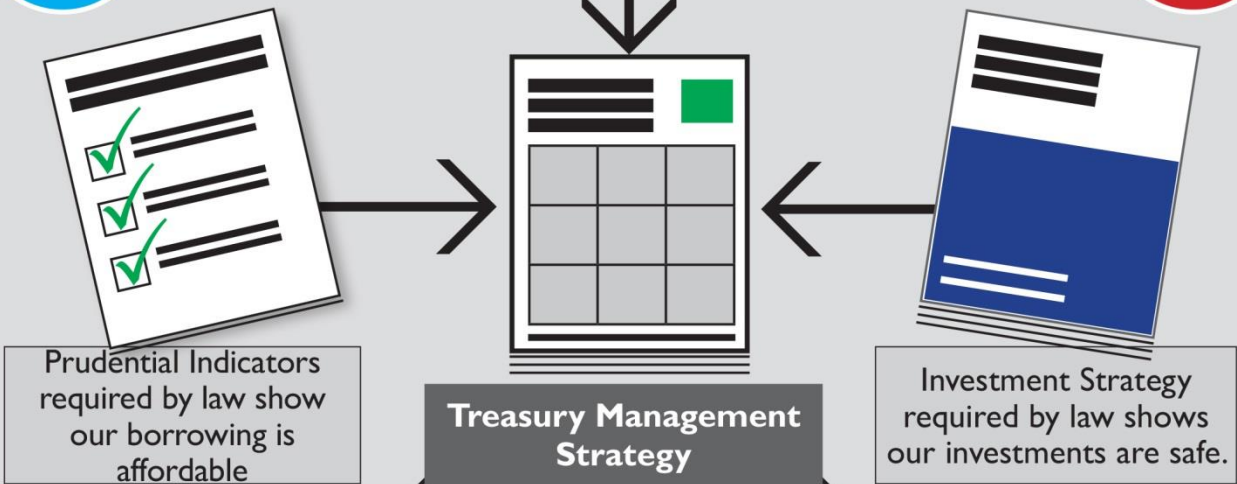 Prudential Indicators
required by law show
our borrowing is
affordable
Treasury Management
Strategy
Investment Strategy
required by law shows
our investments are safe.